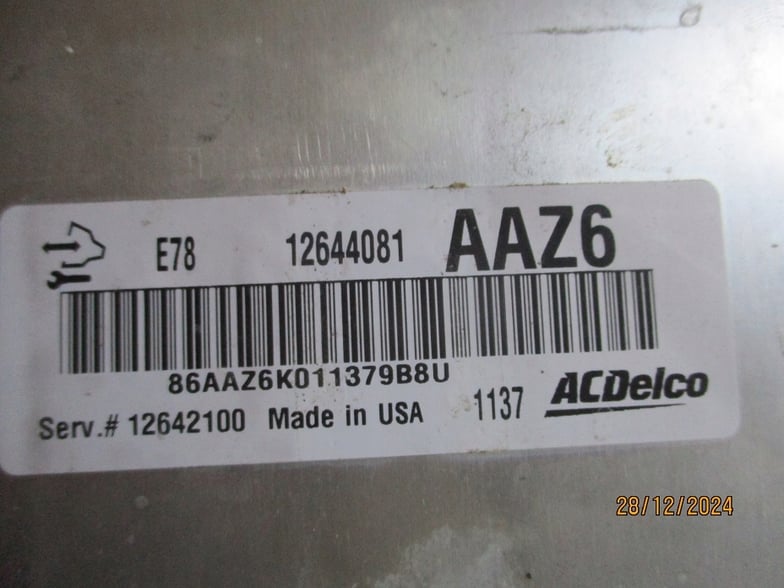 E78 12644081 AAZ6
86AAZ6K011379B8U
Serv.# 12642100 Made in USA 1137 ACDelco
28/12/2024